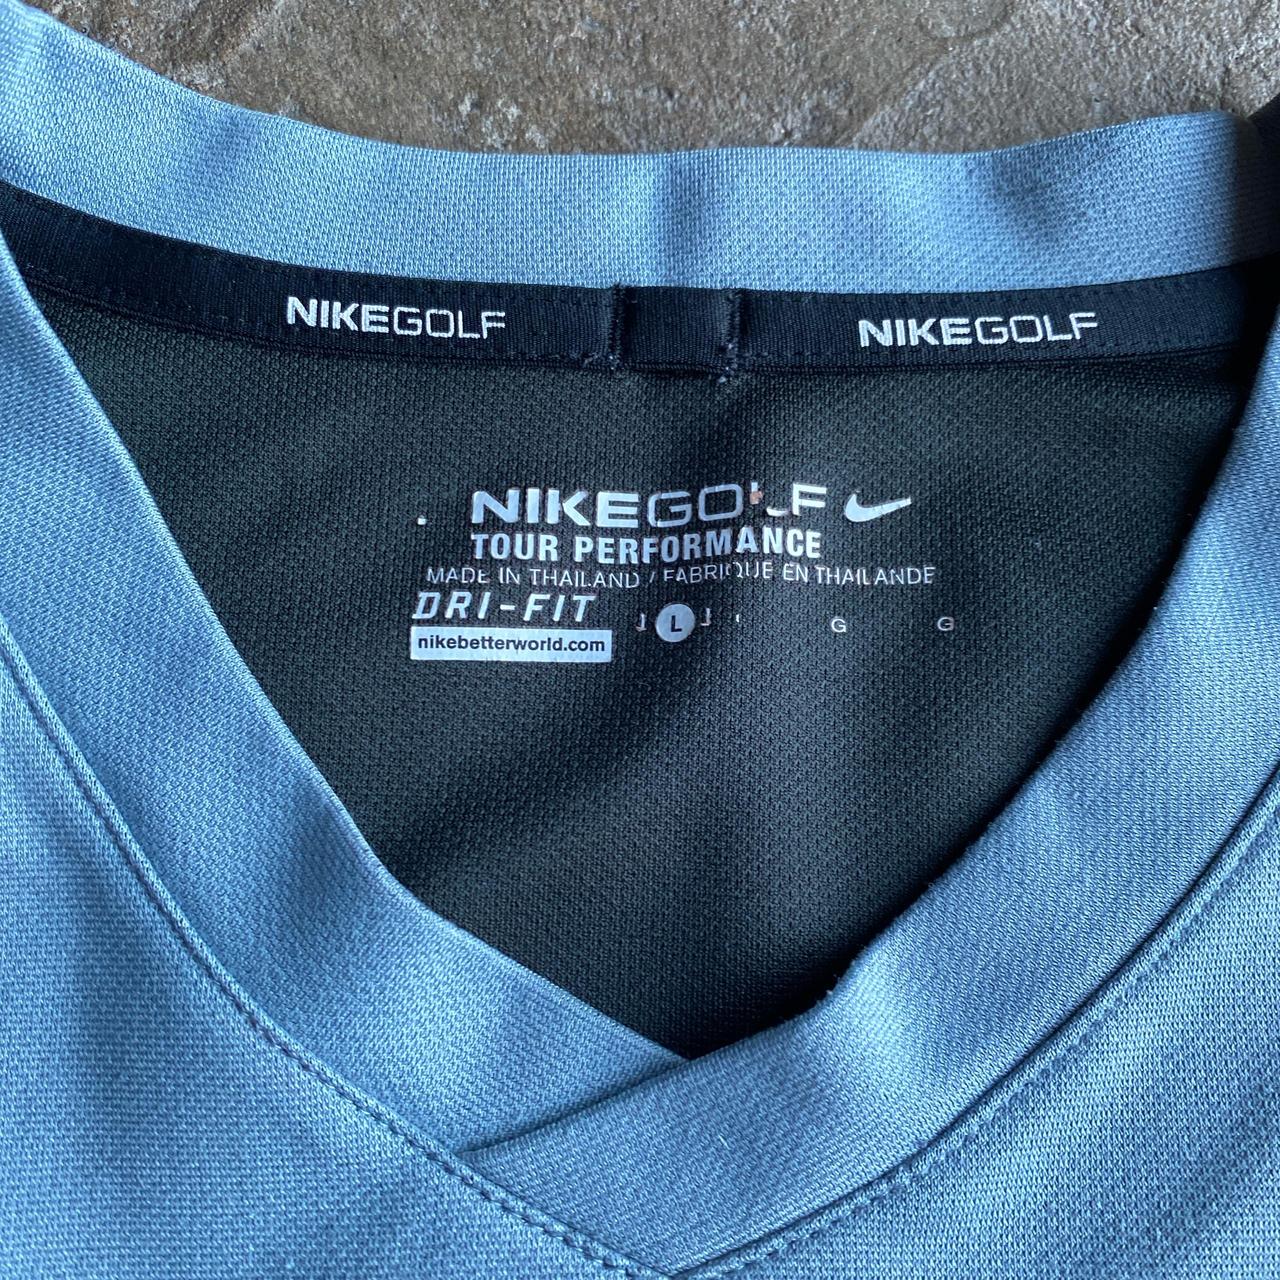 NIKEGOLF NIKEGOLF
NIKEGOLF
TOUR PERFORMANCE
MADE IN THAILAND / FABRIQUE EN THAILANDE
DRI-FIT L G G
nikebetterworld.com